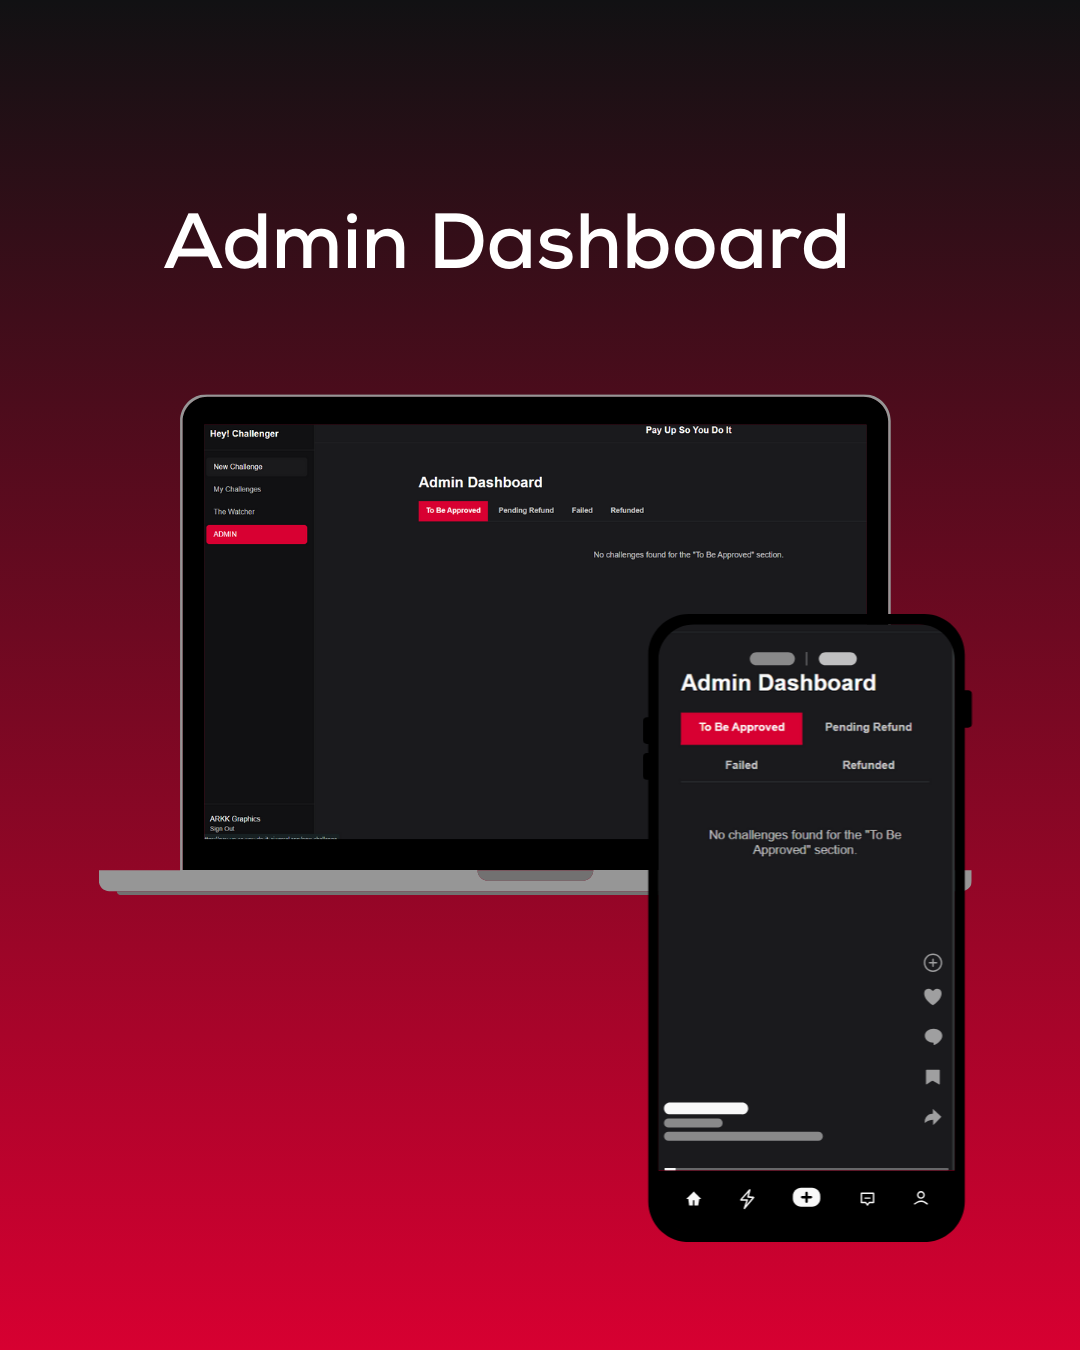 Admin Dashboard
Hey! Challenger
Pay Up So You Do It
New Challenge
My Challenges
The Watcher
ADMIN
Admin Dashboard
To Be Approved Pending Refund Failed Refunded
No challenges found for the "To Be Approved" section.
ARKK Graphics
Sign Out
Admin Dashboard
To Be Approved Pending Refund
Failed Refunded
No challenges found for the "To Be
Approved" section.